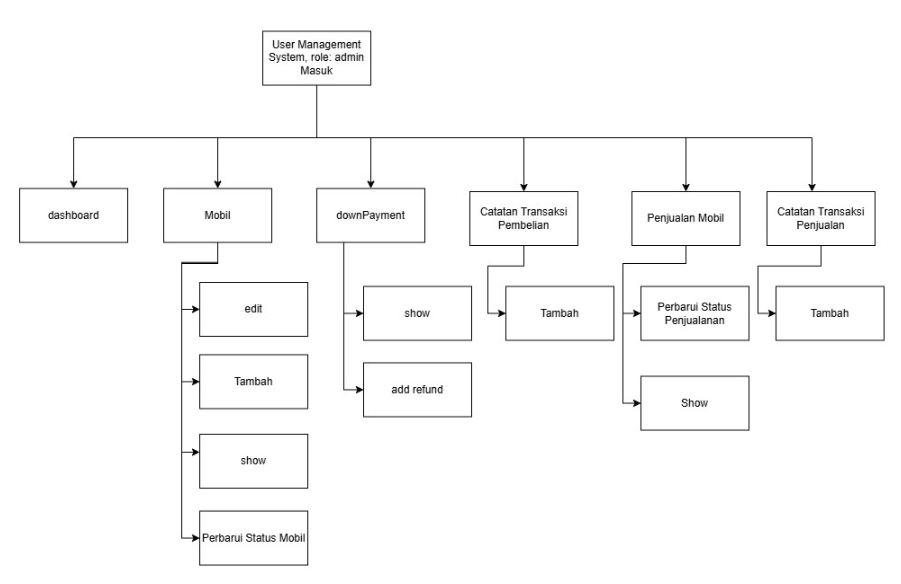 User Management
System, role: admin
Masuk
dashboard
Mobil
downPayment
Catatan Transaksi
Pembelian
Penjualan Mobil
Catatan Transaksi
Penjualan
edit
Tambah
show
Perbarui Status Mobil
show
add refund
Tambah
Perbarui Status
Penjualanan
Show
Tambah